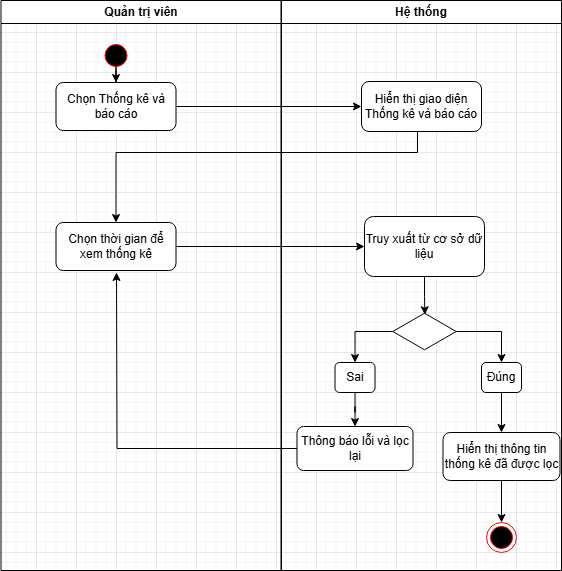 Quản trị viên
Hệ thống
Chọn Thống kê và
báo cáo
Hiển thị giao diện
Thống kê và báo cáo
Chọn thời gian để
xem thống kê
Truy xuất từ cơ sở dữ
liệu
Sai
Đúng
Thông báo lỗi và lọc
lại
Hiển thị thông tin
thống kê đã được lọc